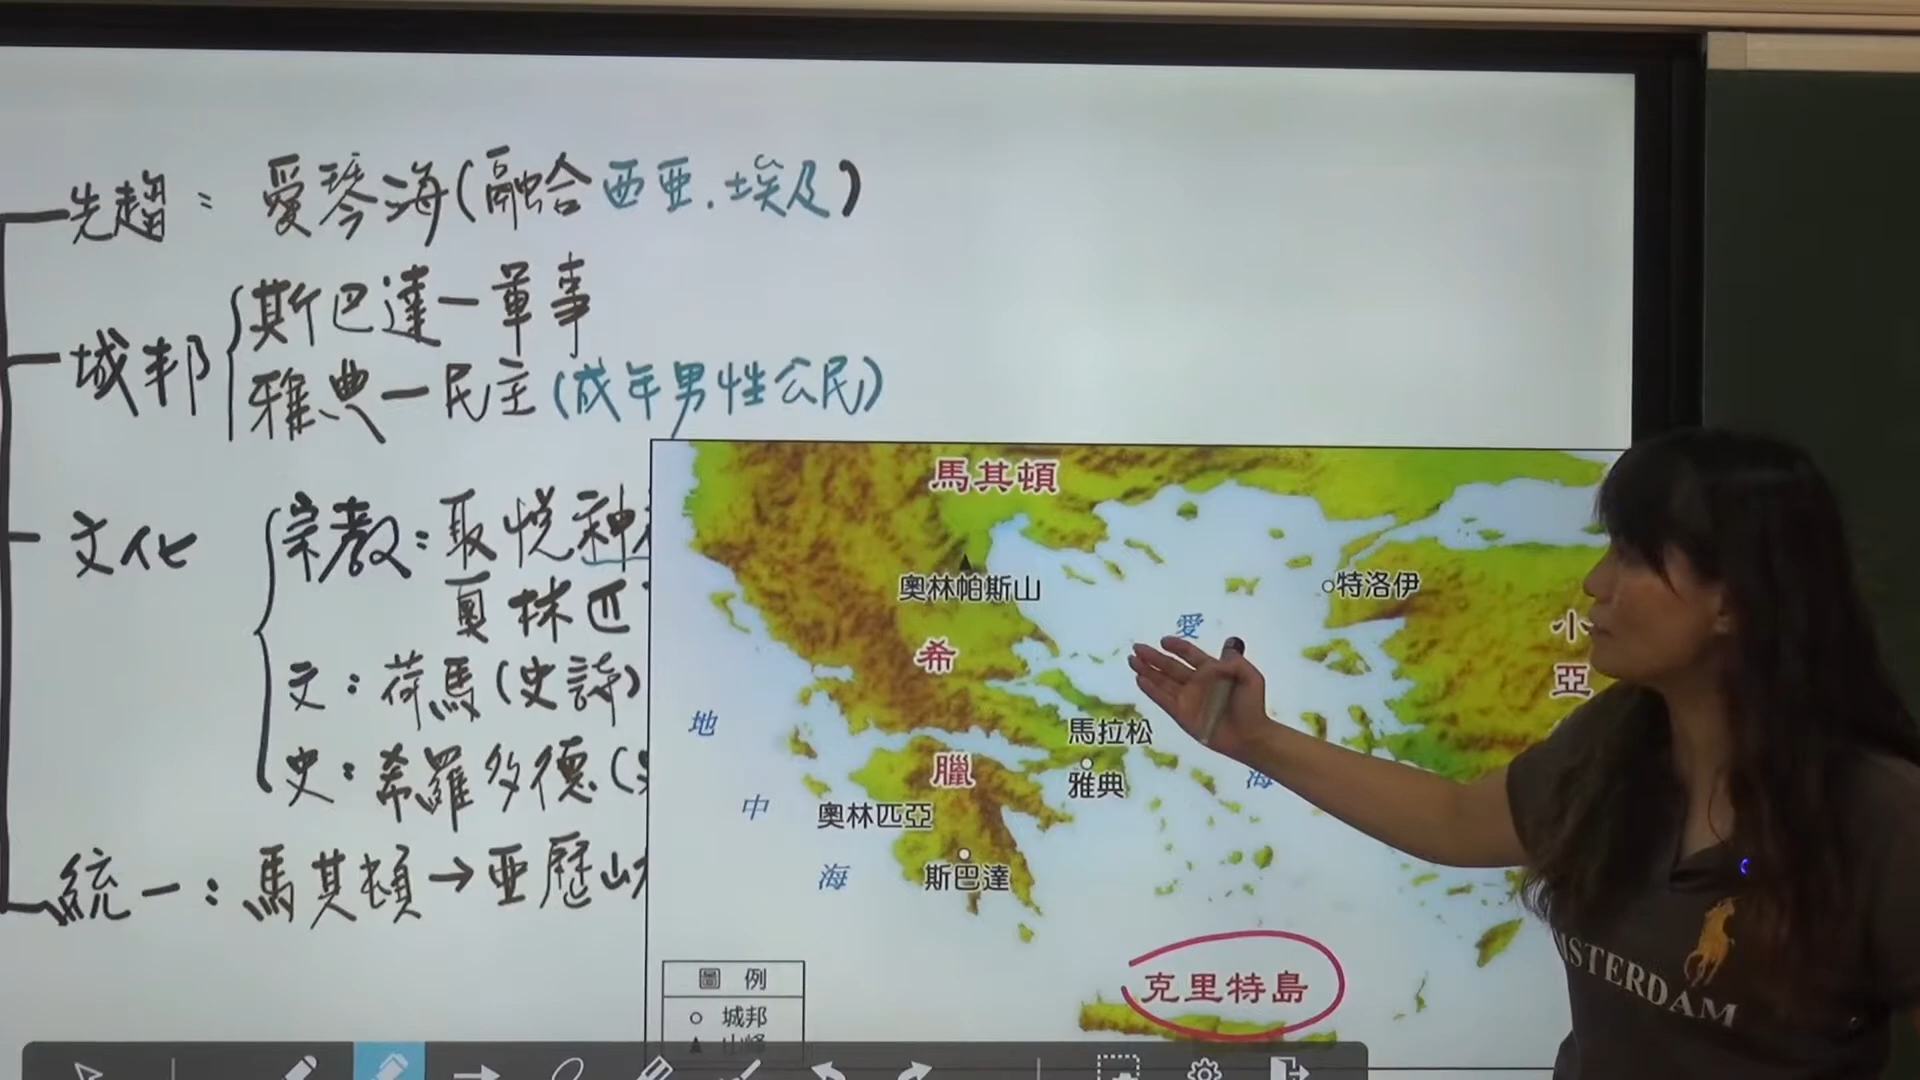 先趨：愛琴海(融合西亞.埃及)
城邦
斯巴達－軍事
雅典－民主(成年男性公民)
文化
宗教：取悅神
奧林匹
文：荷馬(史詩)
史：希羅多德(
統一：馬其頓→亞歷山
馬其頓
奧林帕斯山
特洛伊
愛
海
小
亞
希
臘
馬拉松
雅典
地
中
海
奧林匹亞
斯巴達
克里特島
圖 例
城邦
山峰
STERDAM